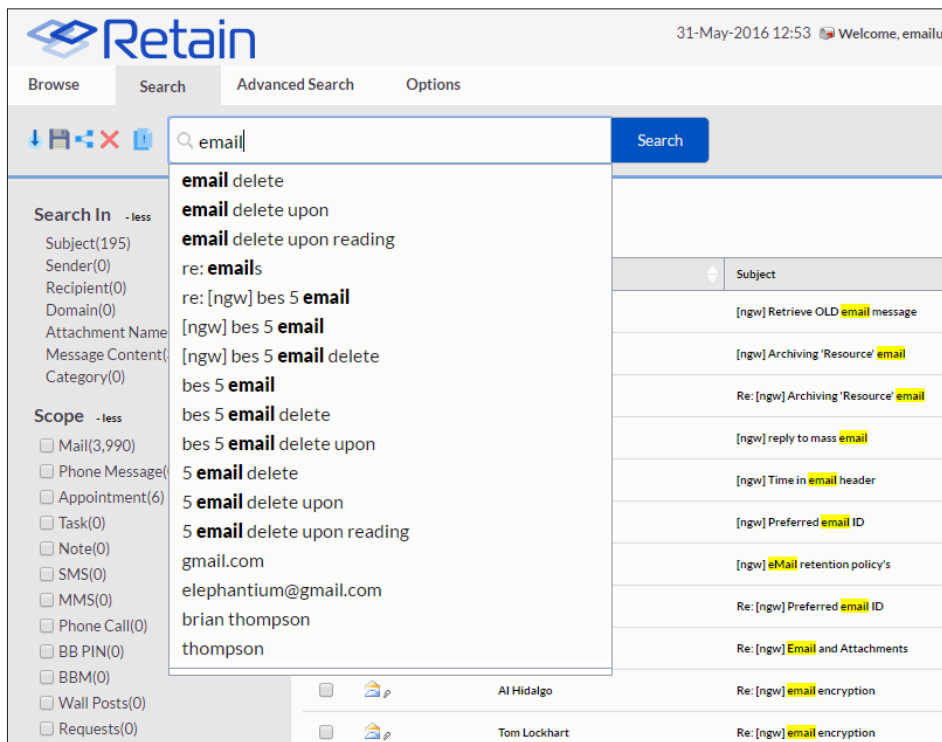 Retain
31-May-2016 12:53 Welcome, emailu
Browse Search Advanced Search Options
email
Search
email delete
email delete upon
email delete upon reading
re: emails
re: [ngw] bes 5 email
[ngw] bes 5 email
[ngw] bes 5 email delete
bes 5 email
bes 5 email delete
bes 5 email delete upon
5 email delete
5 email delete upon
5 email delete upon reading
gmail.com
elephantium@gmail.com
brian thompson
thompson
Search In - less
Subject(195)
Sender(0)
Recipient(0)
Domain(0)
Attachment Name
Message Content(
Category(0)
Scope - less
Mail(3,990)
Phone Message(
Appointment(6)
Task(0)
Note(0)
SMS(0)
MMS(0)
Phone Call(0)
BB PIN(0)
BBM(0)
Wall Posts(0)
Requests(0)
Subject
[ngw] Retrieve OLD email message
[ngw] Archiving 'Resource' email
Re: [ngw] Archiving 'Resource' email
[ngw] reply to mass email
[ngw] Time in email header
[ngw] Preferred email ID
[ngw] eMail retention policy's
Re: [ngw] Preferred email ID
Re: [ngw] Email and Attachments
Al Hidalgo Re: [ngw] email encryption
Tom Lockhart Re: [ngw] email encryption